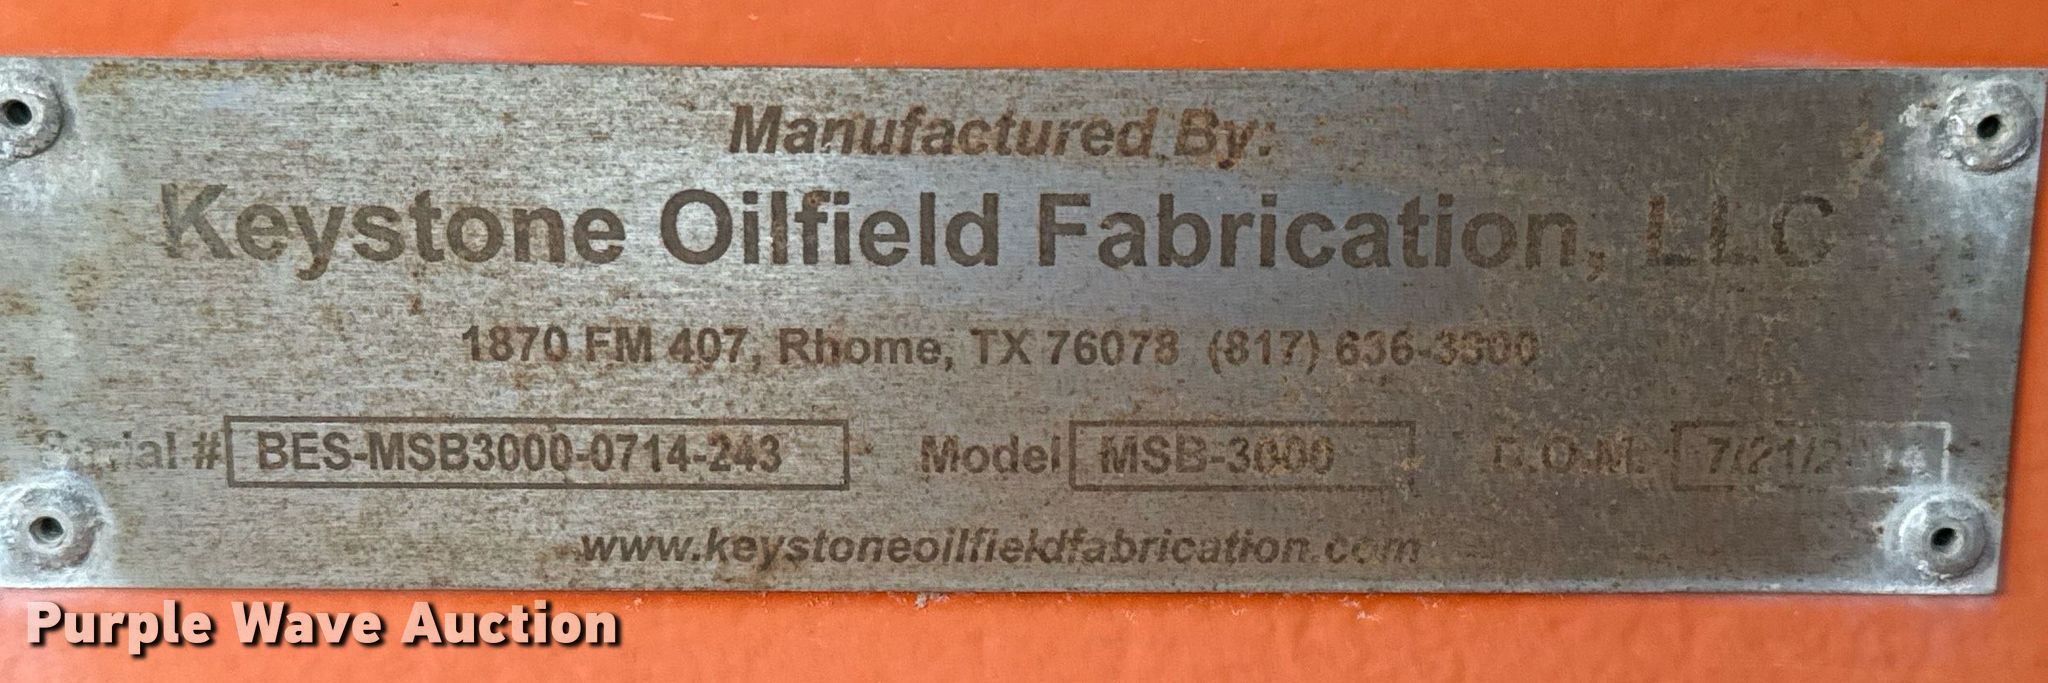 Manufactured By:
Keystone Oilfield Fabrication, LLC
1870 FM 407, Rhome, TX 76078 (817) 636-3800
Serial # BES-MSB3000-0714-243 Model MSB-3000 D.O.M.
www.keystoneoilfieldfabrication.com
Purple Wave Auction